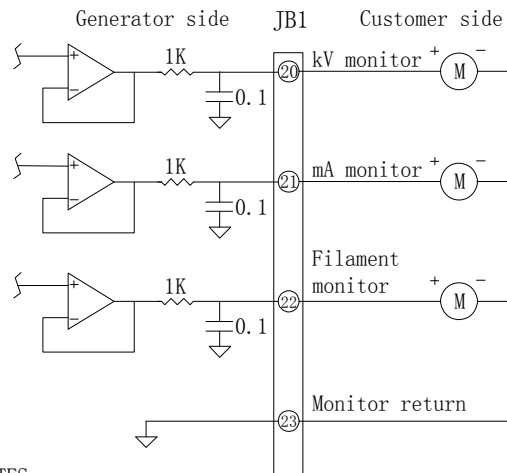 Generator side JB1 Customer side
1K 20 kV monitor + − M
+ −
0.1
1K 21 mA monitor + − M
+ −
0.1
Filament
1K 22 monitor + − M
+ −
0.1
23 Monitor return